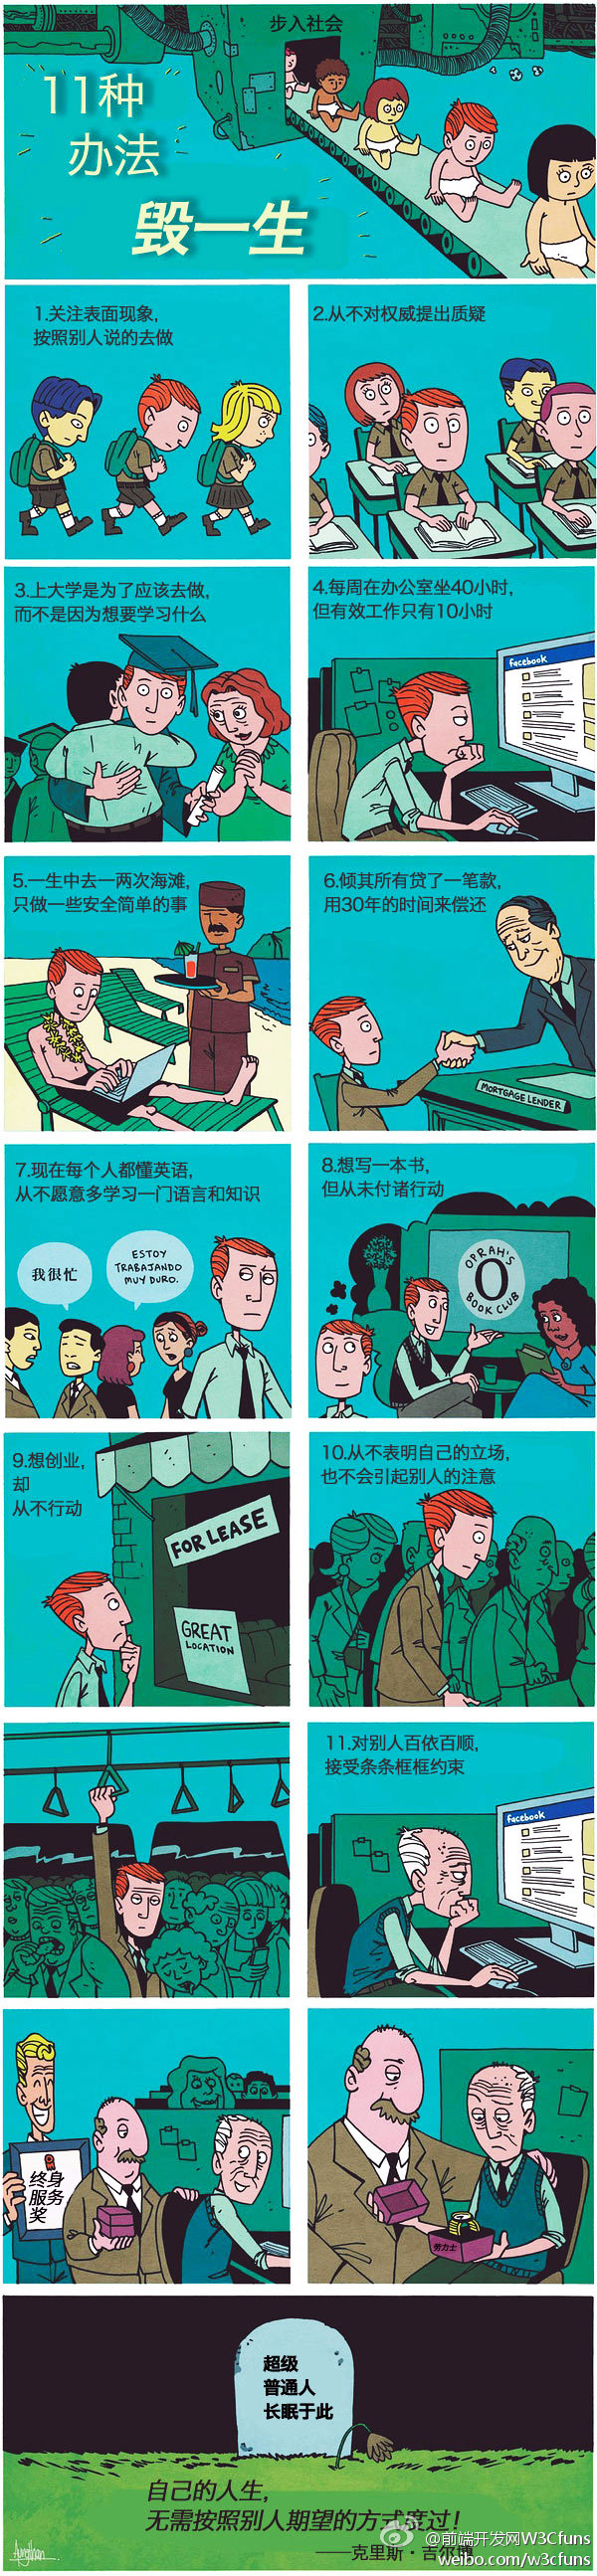 步入社会
11种
办法
毁一生
1.关注表面现象,
按照别人说的去做
2.从不对权威提出质疑
3.上大学是为了应该去做,
而不是因为想要学习什么
4.每周在办公室坐40小时,
但有效工作只有10小时
facebook
5.一生中去一两次海滩,
只做一些安全简单的事
6.倾其所有贷了一笔款,
用30年的时间来偿还
MORTGAGE LENDER
7.现在每个人都懂英语,
从不愿意多学习一门语言和知识
我很忙
ESTOY
TRABAJANDO
MUY DURO.
8.想写一本书,
但从未付诸行动
OPRAH'S
O
BOOK CLUB
9.想创业,
却
从不行动
FOR LEASE
GREAT
LOCATION
10.从不表明自己的立场,
也不会引起别人的注意
11.对别人百依百顺,
接受条条框框约束
facebook
终身
服务
奖
劳力士
超级
普通人
长眠于此
自己的人生,
无需按照别人期望的方式度过!
——克里斯·吉尔博
@前端开发网W3Cfuns
weibo.com/w3cfuns